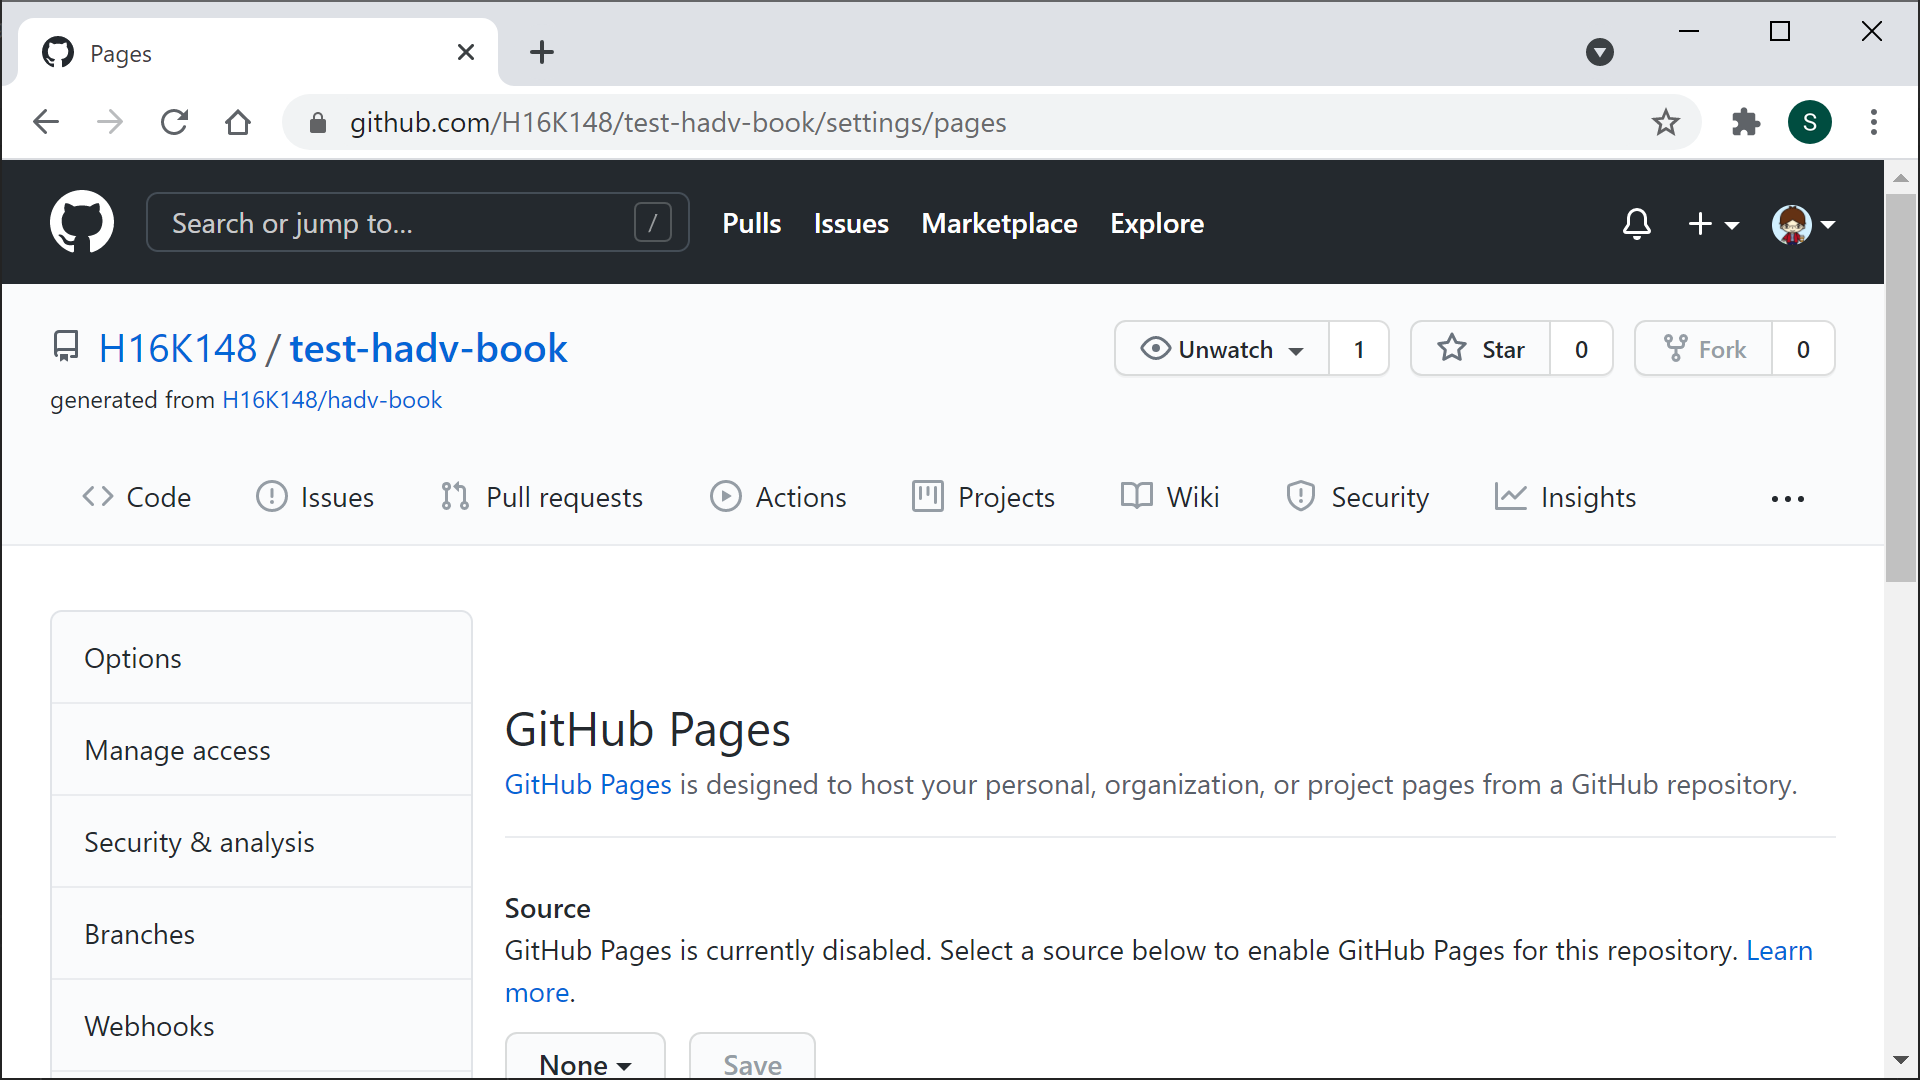 Pages
github.com/H16K148/test-hadv-book/settings/pages
S
Search or jump to...
/
Pulls
Issues
Marketplace
Explore
H16K148 / test-hadv-book
Unwatch
1
Star
0
Fork
0
generated from H16K148/hadv-book
Code
Issues
Pull requests
Actions
Projects
Wiki
Security
Insights
Options
Manage access
Security & analysis
Branches
Webhooks
GitHub Pages
GitHub Pages is designed to host your personal, organization, or project pages from a GitHub repository.
Source
GitHub Pages is currently disabled. Select a source below to enable GitHub Pages for this repository. Learn
more.
None
Save